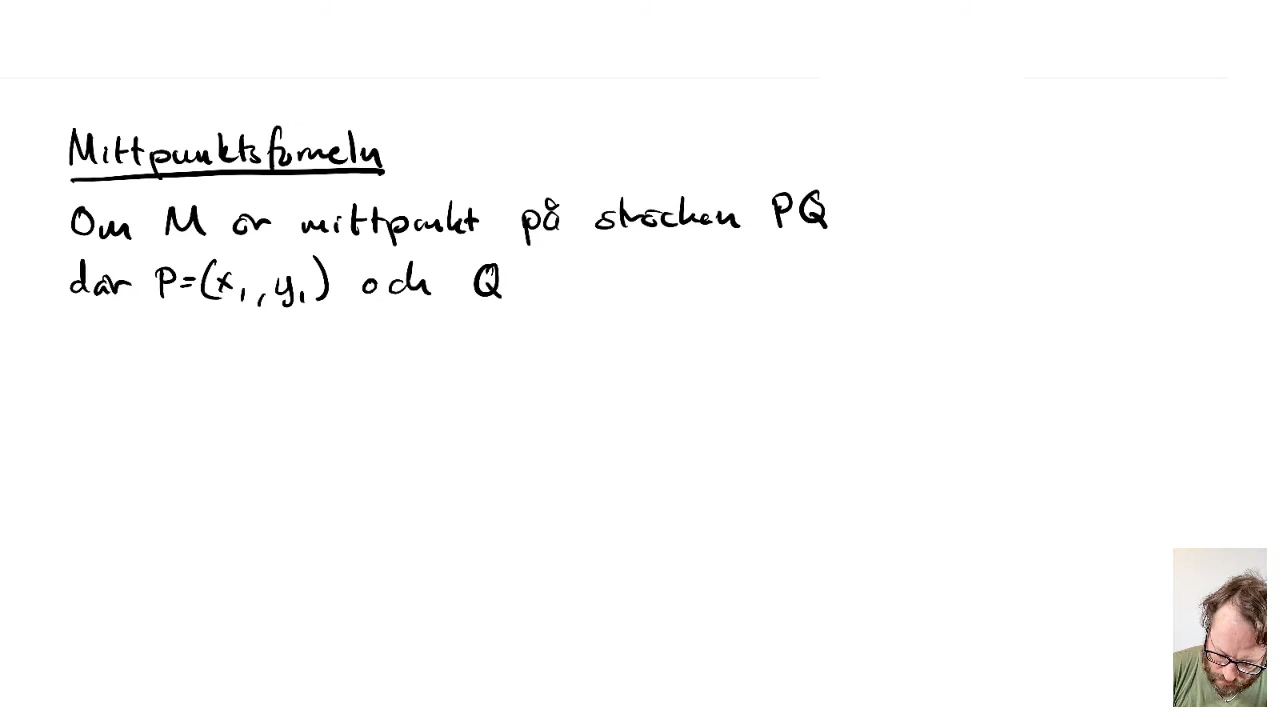 Mittpunktsformeln
Om M är mittpunkt på sträckan PQ
där P=(x₁, y₁) och Q